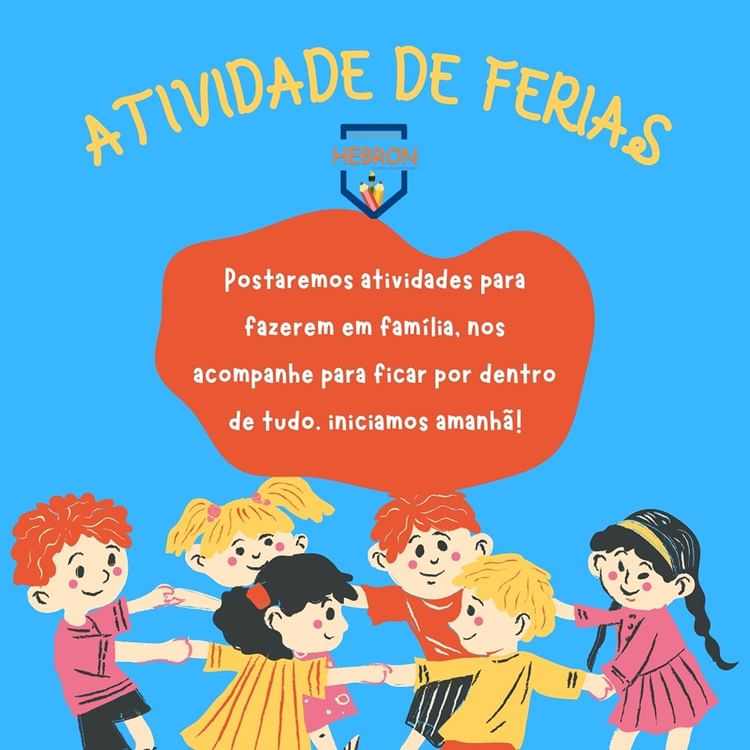 ATIVIDADE DE FERIAS
HEBRON
Postaremos atividades para
fazerem em família, nos
acompanhe para ficar por dentro
de tudo. iniciamos amanhã!